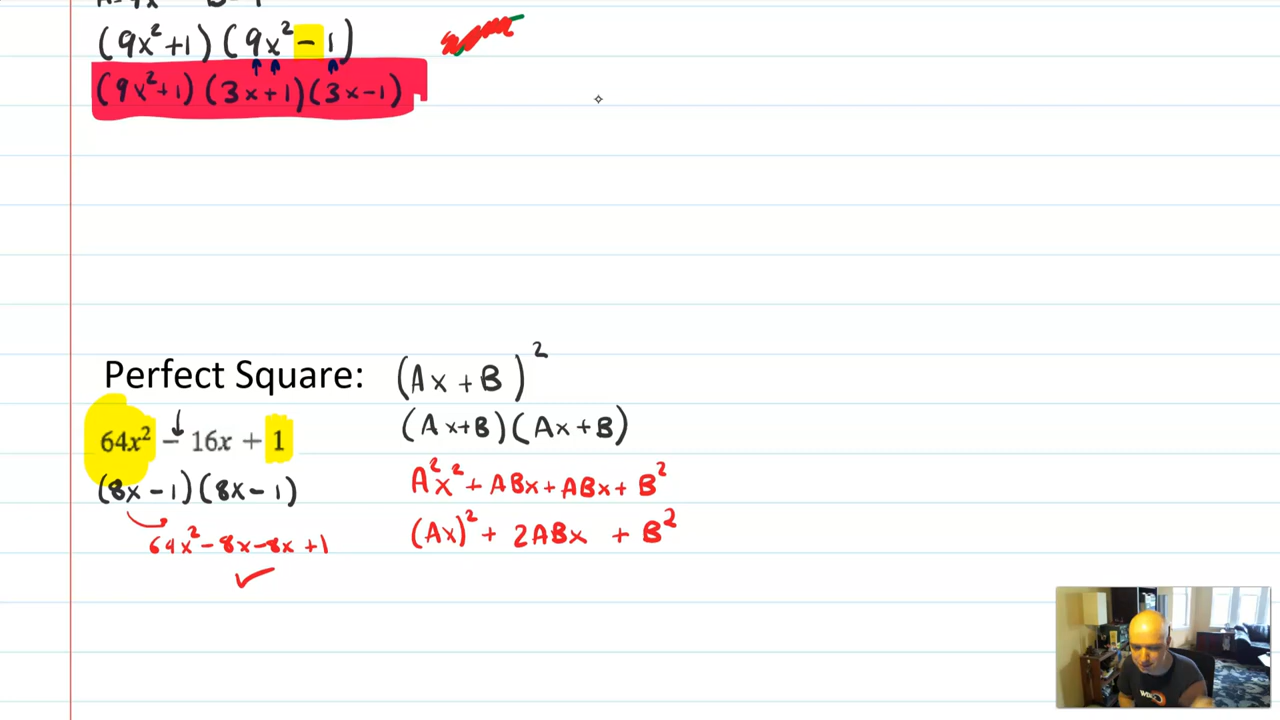 (9x²+1)(9x²−1)
(9x²+1)(3x+1)(3x−1)
Perfect Square: (Ax+B)²
64x² − 16x + 1
(Ax+B)(Ax+B)
(8x−1)(8x−1)
A²x²+ABx+ABx+B²
64x²−8x−8x+1
(Ax)²+2ABx+B²